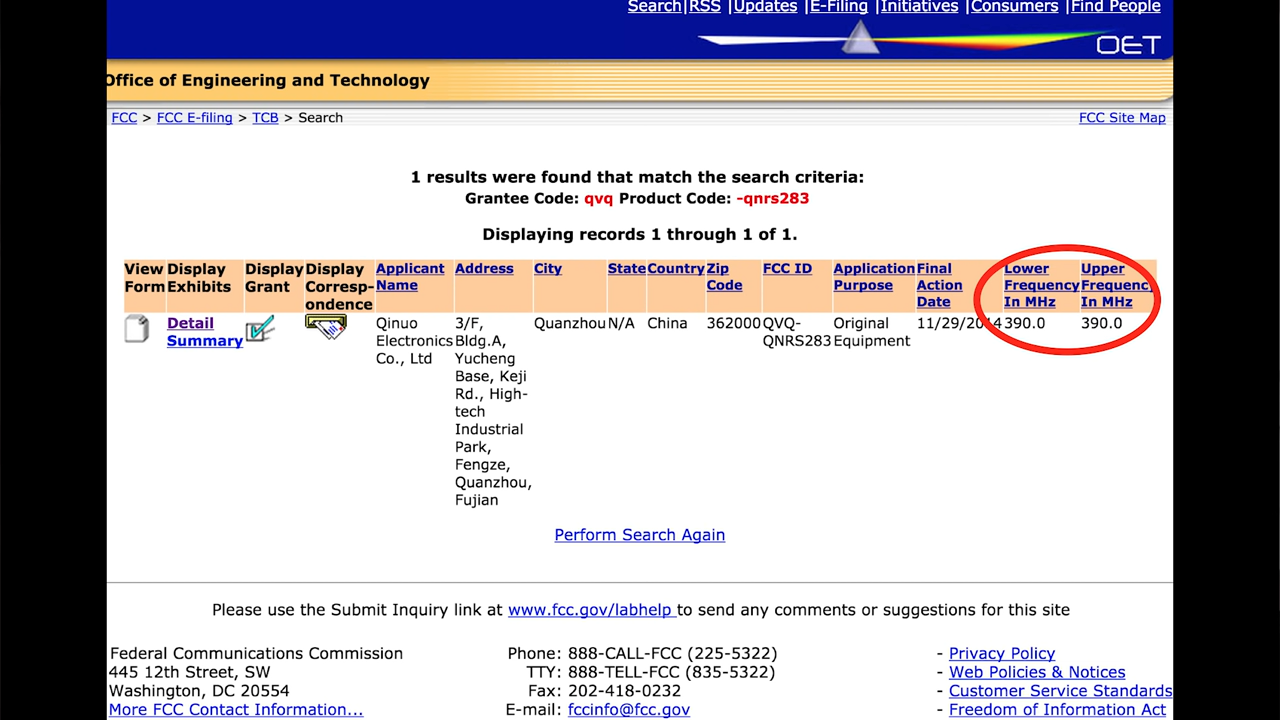 Search|RSS |Updates |E-Filing |Initiatives |Consumers |Find People
OET
Office of Engineering and Technology
FCC > FCC E-filing > TCB > Search FCC Site Map
1 results were found that match the search criteria:
Grantee Code: qvq Product Code: -qnrs283
Displaying records 1 through 1 of 1.
View Form Display Exhibits Display Grant Display Corresp-ondence Applicant Name Address City State Country Zip Code FCC ID Application Purpose Final Action Date Lower Frequency In MHz Upper Frequency In MHz
Detail Summary Qinuo Electronics Co., Ltd 3/F, Bldg.A, Yucheng Base, Keji Rd., High-tech Industrial Park, Fengze, Quanzhou, Fujian Quanzhou N/A China 362000 QVQ-QNRS283 Original Equipment 11/29/2014 390.0 390.0
Perform Search Again
Please use the Submit Inquiry link at www.fcc.gov/labhelp to send any comments or suggestions for this site
Federal Communications Commission Phone: 888-CALL-FCC (225-5322) - Privacy Policy
445 12th Street, SW TTY: 888-TELL-FCC (835-5322) - Web Policies & Notices
Washington, DC 20554 Fax: 202-418-0232 - Customer Service Standards
More FCC Contact Information... E-mail: fccinfo@fcc.gov - Freedom of Information Act